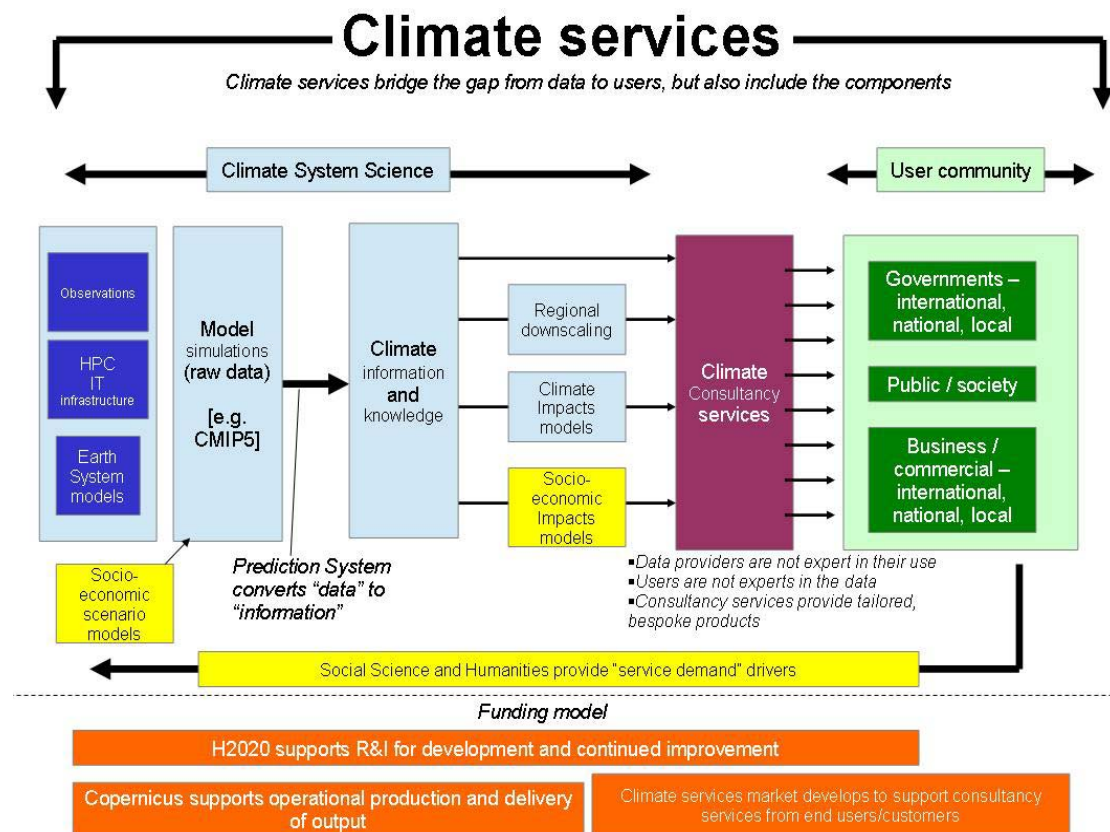 Climate services
Climate services bridge the gap from data to users, but also include the components
Climate System Science
User community
Observations
HPC
IT
infrastructure
Earth
System
models
Model
simulations
(raw data)
[e.g.
CMIP5]
Climate
information
and
knowledge
Regional
downscaling
Climate
Impacts
models
Socio-
economic
Impacts
models
Climate
Consultancy
services
Governments –
international,
national, local
Public / society
Business /
commercial –
international,
national, local
Socio-
economic
scenario
models
Prediction System
converts "data" to
"information"
▪Data providers are not expert in their use
▪Users are not experts in the data
▪Consultancy services provide tailored,
bespoke products
Social Science and Humanities provide "service demand" drivers
Funding model
H2020 supports R&I for development and continued improvement
Copernicus supports operational production and delivery
of output
Climate services market develops to support consultancy
services from end users/customers